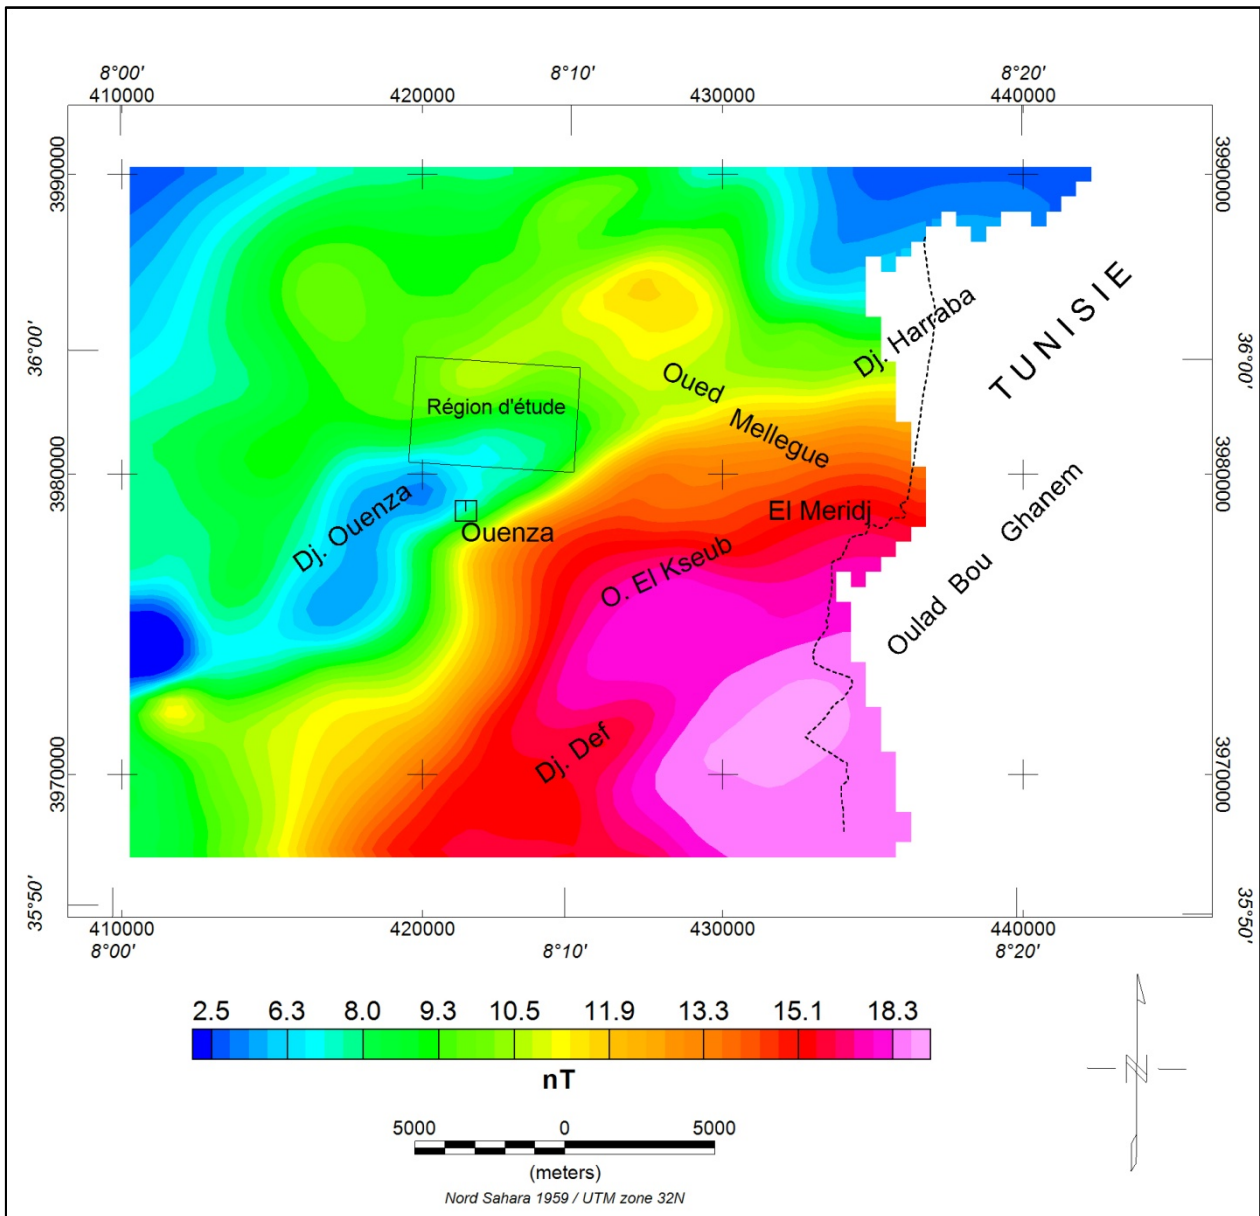 8°00' 8°10' 8°20'
410000 420000 430000 440000
3990000 3990000
36°00' 36°00'
3980000 3980000
3970000 3970000
35°50' 35°50'
TUNISIE
Dj. Harraba
Oued Mellegue
Région d'étude
Dj. Ouenza
Ouenza
El Meridj
O. El Kseub
Oulad Bou Ghanem
Dj. Def
410000 420000 430000 440000
8°00' 8°10' 8°20'
2.5 6.3 8.0 9.3 10.5 11.9 13.3 15.1 18.3
nT
5000 0 5000
(meters)
Nord Sahara 1959 / UTM zone 32N
N